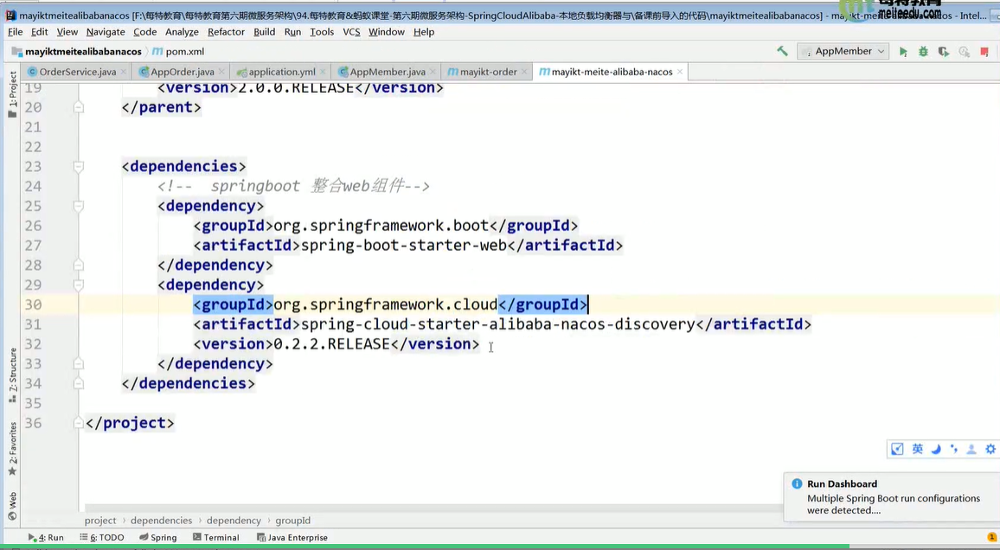 mayiktmeitealibabanacos [F:\每特教育\每特教育第六期微服务架构\94.每特教育&蚂蚁课堂-第六期微服务架构-SpringCloudAlibaba-本地负载均衡器与\备课前导入的代码\mayiktmeitealibabanacos] - Intel...
每特教育
meiteedu.com
File Edit View Navigate Code Analyze Refactor Build Run Tools VCS Window Help
mayiktmeitealibabanacos pom.xml AppMember
OrderService.java AppOrder.java application.yml AppMember.java mayikt-order mayikt-meite-alibaba-nacos
1: Project
19 <version>2.0.0.RELEASE</version>
20 </parent>
21
22
23 <dependencies>
24 <!-- springboot 整合web组件-->
25 <dependency>
26 <groupId>org.springframework.boot</groupId>
27 <artifactId>spring-boot-starter-web</artifactId>
28 </dependency>
29 <dependency>
30 <groupId>org.springframework.cloud</groupId>
31 <artifactId>spring-cloud-starter-alibaba-nacos-discovery</artifactId>
32 <version>0.2.2.RELEASE</version>
33 </dependency>
34 </dependencies>
35
36 </project>
7: Structure
2: Favorites
Web
英
Run Dashboard
Multiple Spring Boot run configurations
were detected....
project › dependencies › dependency › groupId
4: Run 6: TODO Spring Terminal Java Enterprise 1